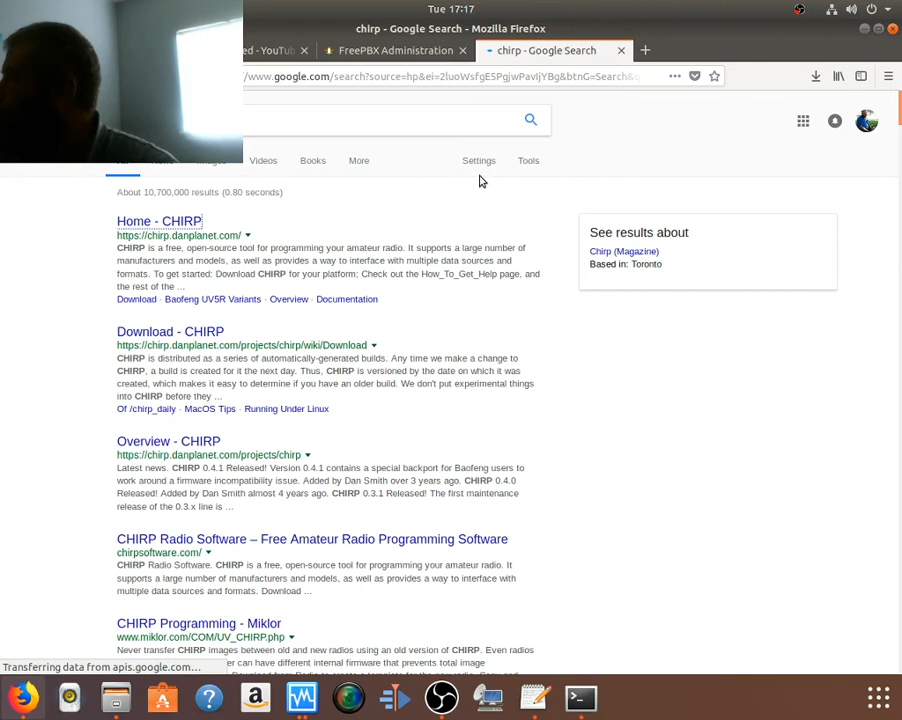 Tue 17:17
chirp - Google Search - Mozilla Firefox
ed - YouTube
FreePBX Administration
chirp - Google Search
/www.google.com/search?source=hp&ei=2luoWsfgE5PgjwPavIjYBg&btnG=Search&
Videos
Books
More
Settings
Tools
About 10,700,000 results (0.80 seconds)
Home - CHIRP
https://chirp.danplanet.com/
CHIRP is a free, open-source tool for programming your amateur radio. It supports a large number of
manufacturers and models, as well as provides a way to interface with multiple data sources and
formats. To get started: Download CHIRP for your platform; Check out the How_To_Get_Help page, and
the rest of the ...
Download · Baofeng UV5R Variants · Overview · Documentation
See results about
Chirp (Magazine)
Based in: Toronto
Download - CHIRP
https://chirp.danplanet.com/projects/chirp/wiki/Download
CHIRP is distributed as a series of automatically-generated builds. Any time we make a change to
CHIRP, a build is created for it the next day. Thus, CHIRP is versioned by the date on which it was
created, which makes it easy to determine if you have an older build. We don't put experimental things
into CHIRP before they ...
Of /chirp_daily · MacOS Tips · Running Under Linux
Overview - CHIRP
https://chirp.danplanet.com/projects/chirp
Latest news. CHIRP 0.4.1 Released! Version 0.4.1 contains a special backport for Baofeng users to
work around a firmware incompatibility issue. Added by Dan Smith over 3 years ago. CHIRP 0.4.0
Released! Added by Dan Smith almost 4 years ago. CHIRP 0.3.1 Released! The first maintenance
release of the 0.3.x line is ...
CHIRP Radio Software – Free Amateur Radio Programming Software
chirpsoftware.com/
CHIRP Radio Software. CHIRP is a free, open-source tool for programming your amateur radio. It
supports a large number of manufacturers and models, as well as provides a way to interface with
multiple data sources and formats. Download ...
CHIRP Programming - Miklor
www.miklor.com/COM/UV_CHIRP.php
Never transfer CHIRP images between old and new radios using an old version of CHIRP. Even radios
er can have different internal firmware that prevents total image
Transferring data from apis.google.com...